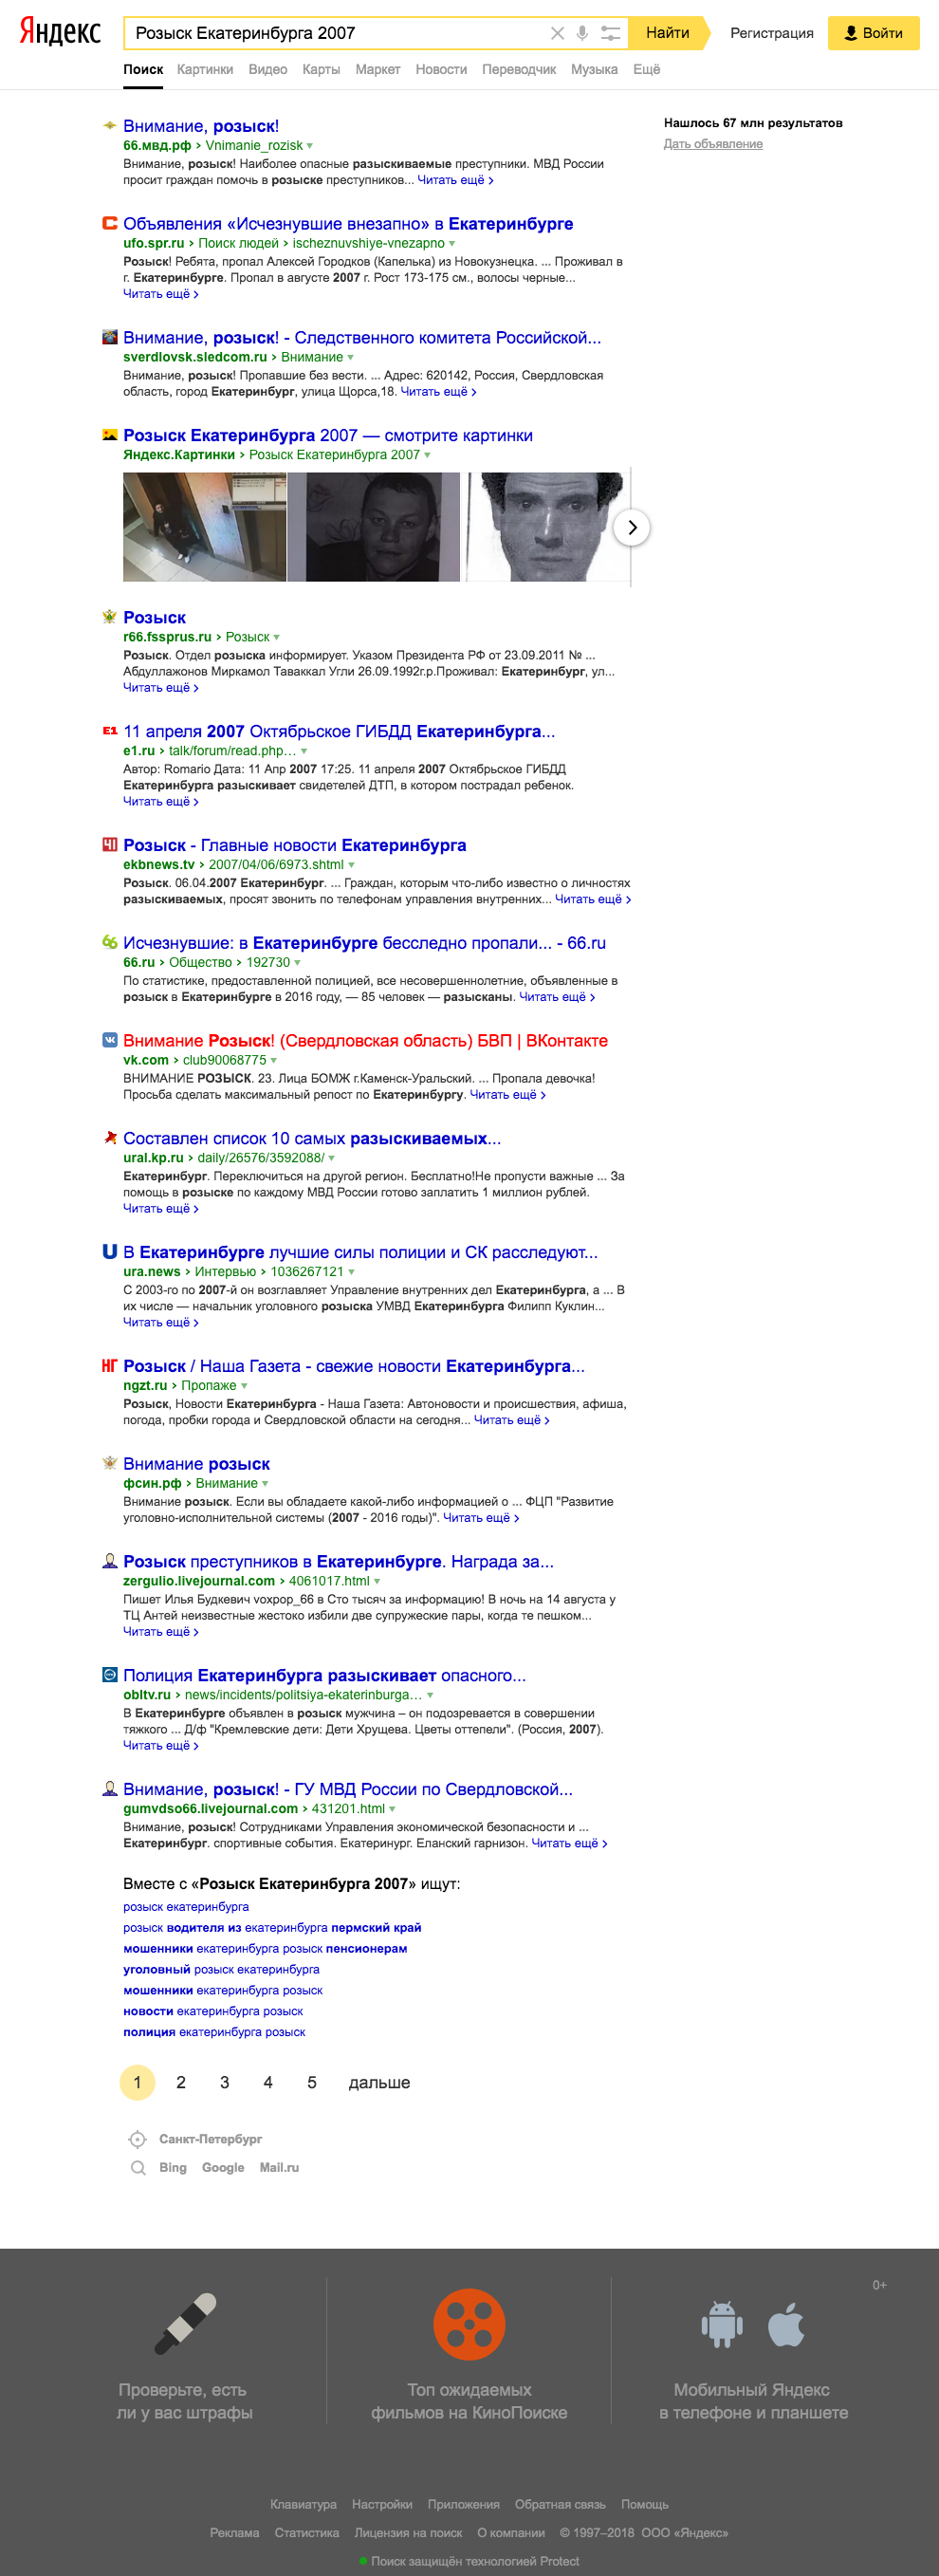 Яндекс
Розыск Екатеринбурга 2007
Найти
Регистрация
Войти
Поиск Картинки Видео Карты Маркет Новости Переводчик Музыка Ещё
Нашлось 67 млн результатов
Дать объявление
Внимание, розыск!
66.мвд.рф › Vnimanie_rozisk
Внимание, розыск! Наиболее опасные разыскиваемые преступники. МВД России
просит граждан помочь в розыске преступников... Читать ещё ›
Объявления «Исчезнувшие внезапно» в Екатеринбурге
ufo.spr.ru › Поиск людей › ischeznuvshiye-vnezapno
Розыск! Ребята, пропал Алексей Городков (Капелька) из Новокузнецка. ... Проживал в
г. Екатеринбурге. Пропал в августе 2007 г. Рост 173-175 см., волосы черные...
Читать ещё ›
Внимание, розыск! - Следственного комитета Российской...
sverdlovsk.sledcom.ru › Внимание
Внимание, розыск! Пропавшие без вести. ... Адрес: 620142, Россия, Свердловская
область, город Екатеринбург, улица Щорса,18. Читать ещё ›
Розыск Екатеринбурга 2007 — смотрите картинки
Яндекс.Картинки › Розыск Екатеринбурга 2007
Розыск
r66.fssprus.ru › Розыск
Розыск. Отдел розыска информирует. Указом Президента РФ от 23.09.2011 № ...
Абдуллажонов Миркамол Таваккал Угли 26.09.1992г.р.Проживал: Екатеринбург, ул...
Читать ещё ›
E1 11 апреля 2007 Октябрьское ГИБДД Екатеринбурга...
e1.ru › talk/forum/read.php…
Автор: Romario Дата: 11 Апр 2007 17:25. 11 апреля 2007 Октябрьское ГИБДД
Екатеринбурга разыскивает свидетелей ДТП, в котором пострадал ребенок.
Читать ещё ›
Розыск - Главные новости Екатеринбурга
ekbnews.tv › 2007/04/06/6973.shtml
Розыск. 06.04.2007 Екатеринбург. ... Граждан, которым что-либо известно о личностях
разыскиваемых, просят звонить по телефонам управления внутренних... Читать ещё ›
Исчезнувшие: в Екатеринбурге бесследно пропали... - 66.ru
66.ru › Общество › 192730
По статистике, предоставленной полицией, все несовершеннолетние, объявленные в
розыск в Екатеринбурге в 2016 году, — 85 человек — разысканы. Читать ещё ›
Внимание Розыск! (Свердловская область) БВП | ВКонтакте
vk.com › club90068775
ВНИМАНИЕ РОЗЫСК. 23. Лица БОМЖ г.Каменск-Уральский. ... Пропала девочка!
Просьба сделать максимальный репост по Екатеринбургу. Читать ещё ›
Составлен список 10 самых разыскиваемых...
ural.kp.ru › daily/26576/3592088/
Екатеринбург. Переключиться на другой регион. Бесплатно!Не пропусти важные ... За
помощь в розыске по каждому МВД России готово заплатить 1 миллион рублей.
Читать ещё ›
U В Екатеринбурге лучшие силы полиции и СК расследуют...
ura.news › Интервью › 1036267121
С 2003-го по 2007-й он возглавляет Управление внутренних дел Екатеринбурга, а ... В
их числе — начальник уголовного розыска УМВД Екатеринбурга Филипп Куклин...
Читать ещё ›
НГ Розыск / Наша Газета - свежие новости Екатеринбурга...
ngzt.ru › Пропаже
Розыск, Новости Екатеринбурга - Наша Газета: Автоновости и происшествия, афиша,
погода, пробки города и Свердловской области на сегодня... Читать ещё ›
Внимание розыск
фсин.рф › Внимание
Внимание розыск. Если вы обладаете какой-либо информацией о ... ФЦП "Развитие
уголовно-исполнительной системы (2007 - 2016 годы)". Читать ещё ›
Розыск преступников в Екатеринбурге. Награда за...
zergulio.livejournal.com › 4061017.html
Пишет Илья Будкевич voxpop_66 в Сто тысяч за информацию! В ночь на 14 августа у
ТЦ Антей неизвестные жестоко избили две супружеские пары, когда те пешком...
Читать ещё ›
Полиция Екатеринбурга разыскивает опасного...
obltv.ru › news/incidents/politsiya-ekaterinburga…
В Екатеринбурге объявлен в розыск мужчина – он подозревается в совершении
тяжкого ... Д/ф "Кремлевские дети: Дети Хрущева. Цветы оттепели". (Россия, 2007).
Читать ещё ›
Внимание, розыск! - ГУ МВД России по Свердловской...
gumvdso66.livejournal.com › 431201.html
Внимание, розыск! Сотрудниками Управления экономической безопасности и ...
Екатеринбург. спортивные события. Екатеринург. Еланский гарнизон. Читать ещё ›
Вместе с «Розыск Екатеринбурга 2007» ищут:
розыск екатеринбурга
розыск водителя из екатеринбурга пермский край
мошенники екатеринбурга розыск пенсионерам
уголовный розыск екатеринбурга
мошенники екатеринбурга розыск
новости екатеринбурга розыск
полиция екатеринбурга розыск
1 2 3 4 5 дальше
Санкт-Петербург
Bing Google Mail.ru
0+
Проверьте, есть
ли у вас штрафы
Топ ожидаемых
фильмов на КиноПоиске
Мобильный Яндекс
в телефоне и планшете
Клавиатура Настройки Приложения Обратная связь Помощь
Реклама Статистика Лицензия на поиск О компании © 1997–2018 ООО «Яндекс»
Поиск защищён технологией Protect